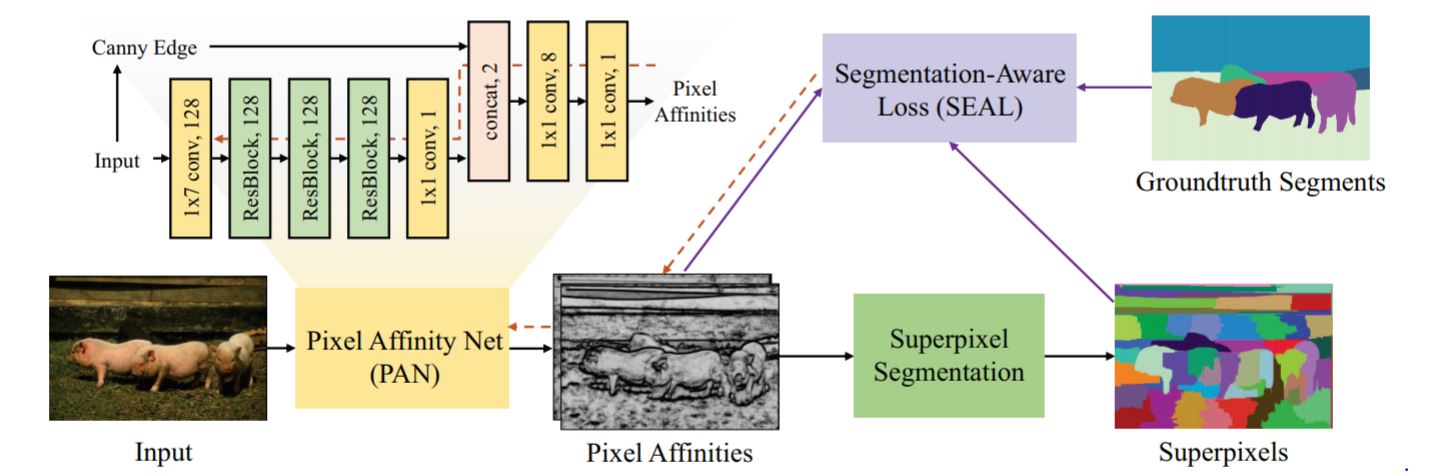 Canny Edge
Input
1x7 conv, 128
ResBlock, 128
ResBlock, 128
ResBlock, 128
1x1 conv, 1
concat, 2
1x1 conv, 8
1x1 conv, 1
Pixel
Affinities
Segmentation-Aware
Loss (SEAL)
Groundtruth Segments
Pixel Affinity Net
(PAN)
Superpixel
Segmentation
Input
Pixel Affinities
Superpixels